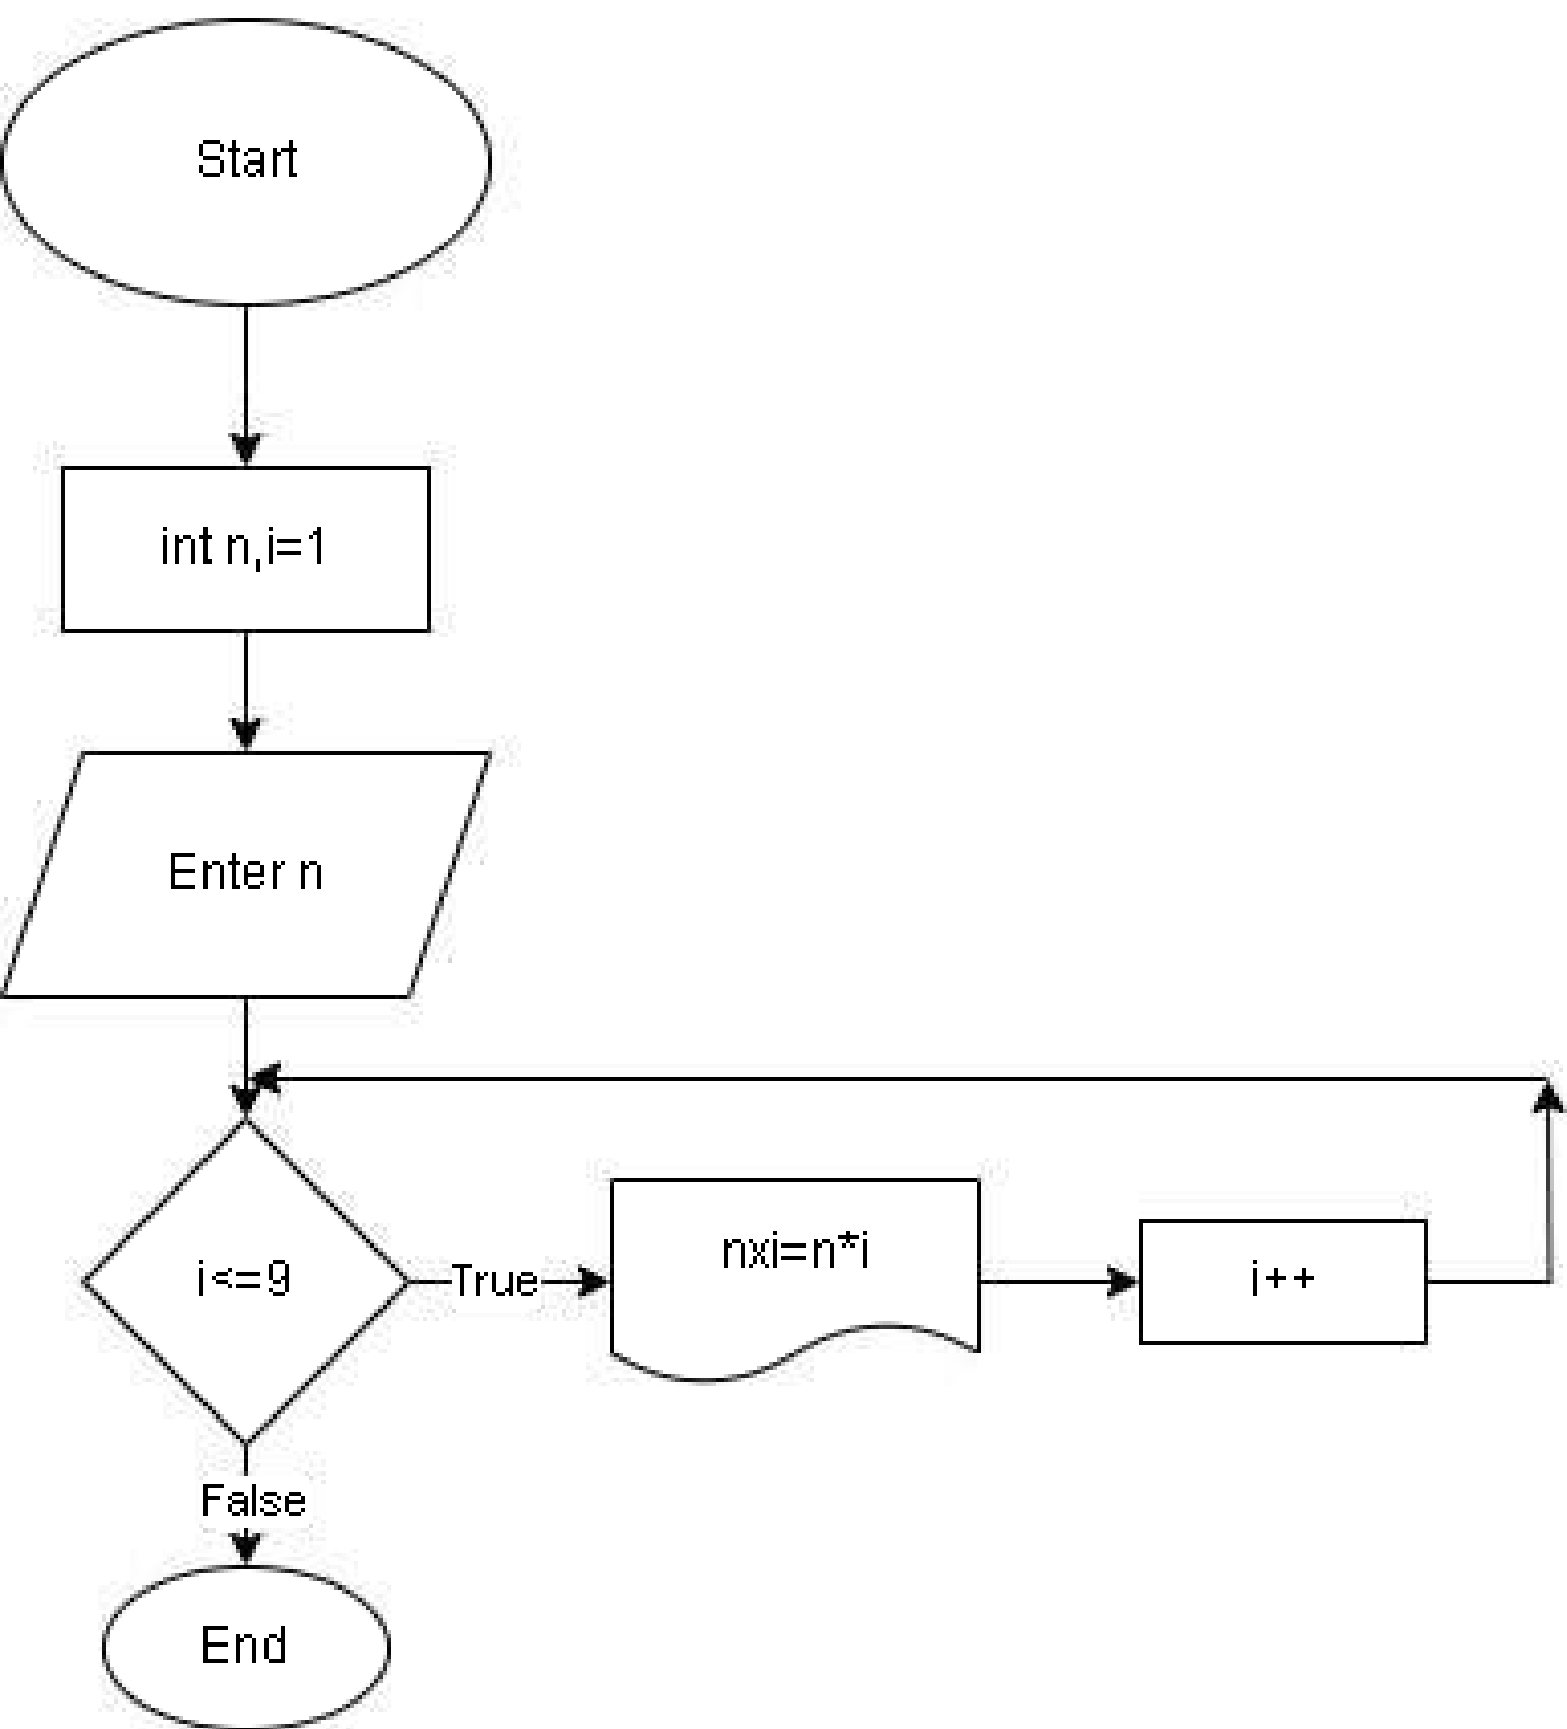 Start
int n,i=1
Enter n
i<=9
True
nxi=n*i
i++
False
End